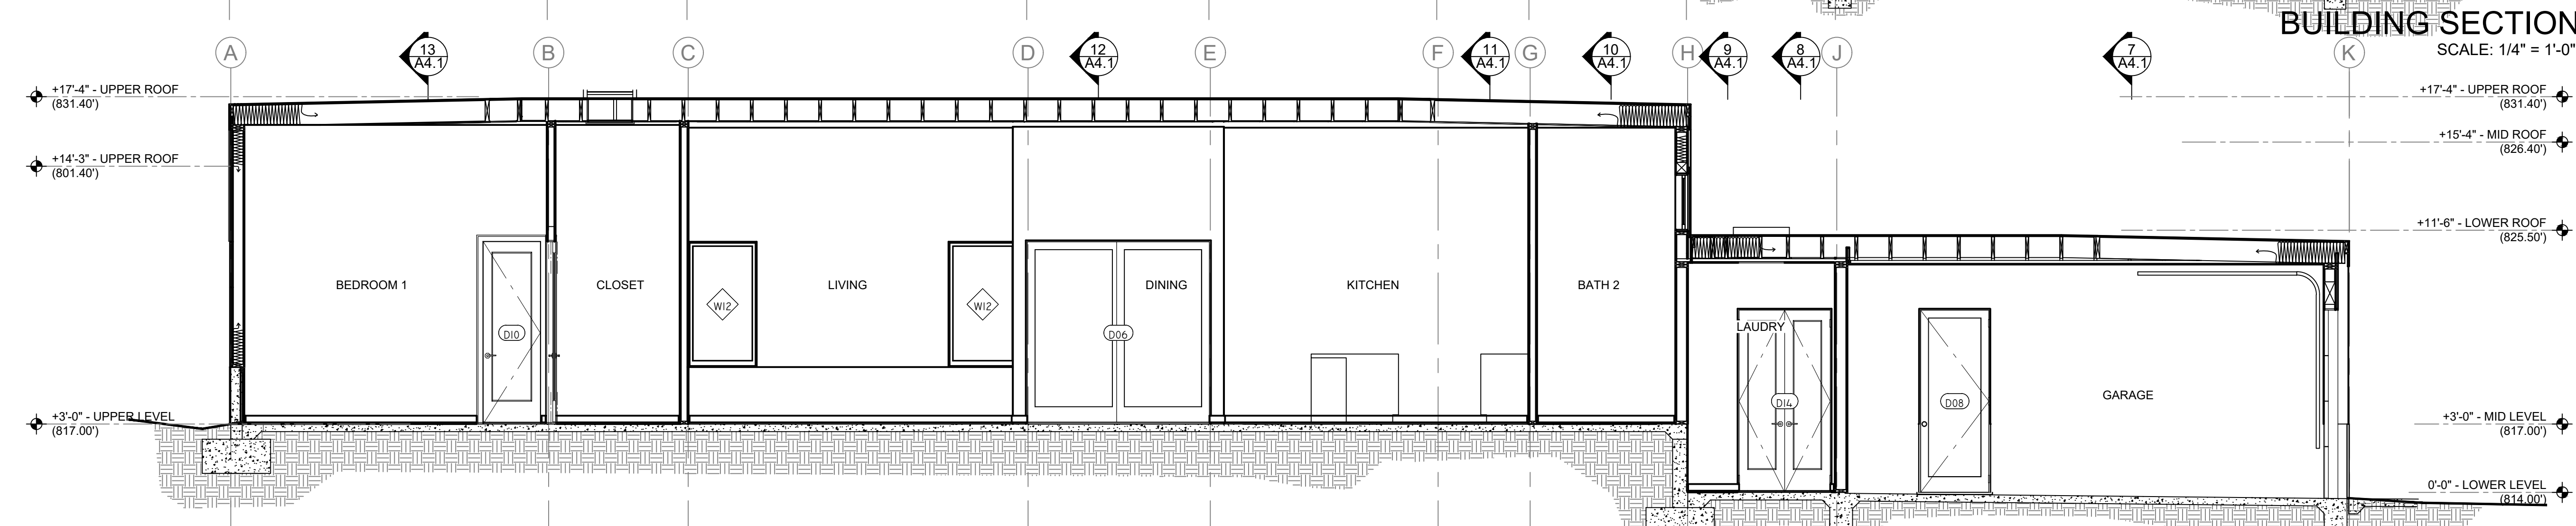 BUILDING SECTION
SCALE: 1/4" = 1'-0"
A
13
A4.1
B
C
D
12
A4.1
E
F
11
A4.1
G
10
A4.1
H
9
A4.1
8
A4.1
J
7
A4.1
K
+17'-4" - UPPER ROOF
(831.40')
+14'-3" - UPPER ROOF
(801.40')
+3'-0" - UPPER LEVEL
(817.00')
+17'-4" - UPPER ROOF
(831.40')
+15'-4" - MID ROOF
(826.40')
+11'-6" - LOWER ROOF
(825.50')
+3'-0" - MID LEVEL
(817.00')
0'-0" - LOWER LEVEL
(814.00')
BEDROOM 1
D10
CLOSET
LIVING
W12
W12
DINING
D06
KITCHEN
BATH 2
LAUDRY
D14
D08
GARAGE